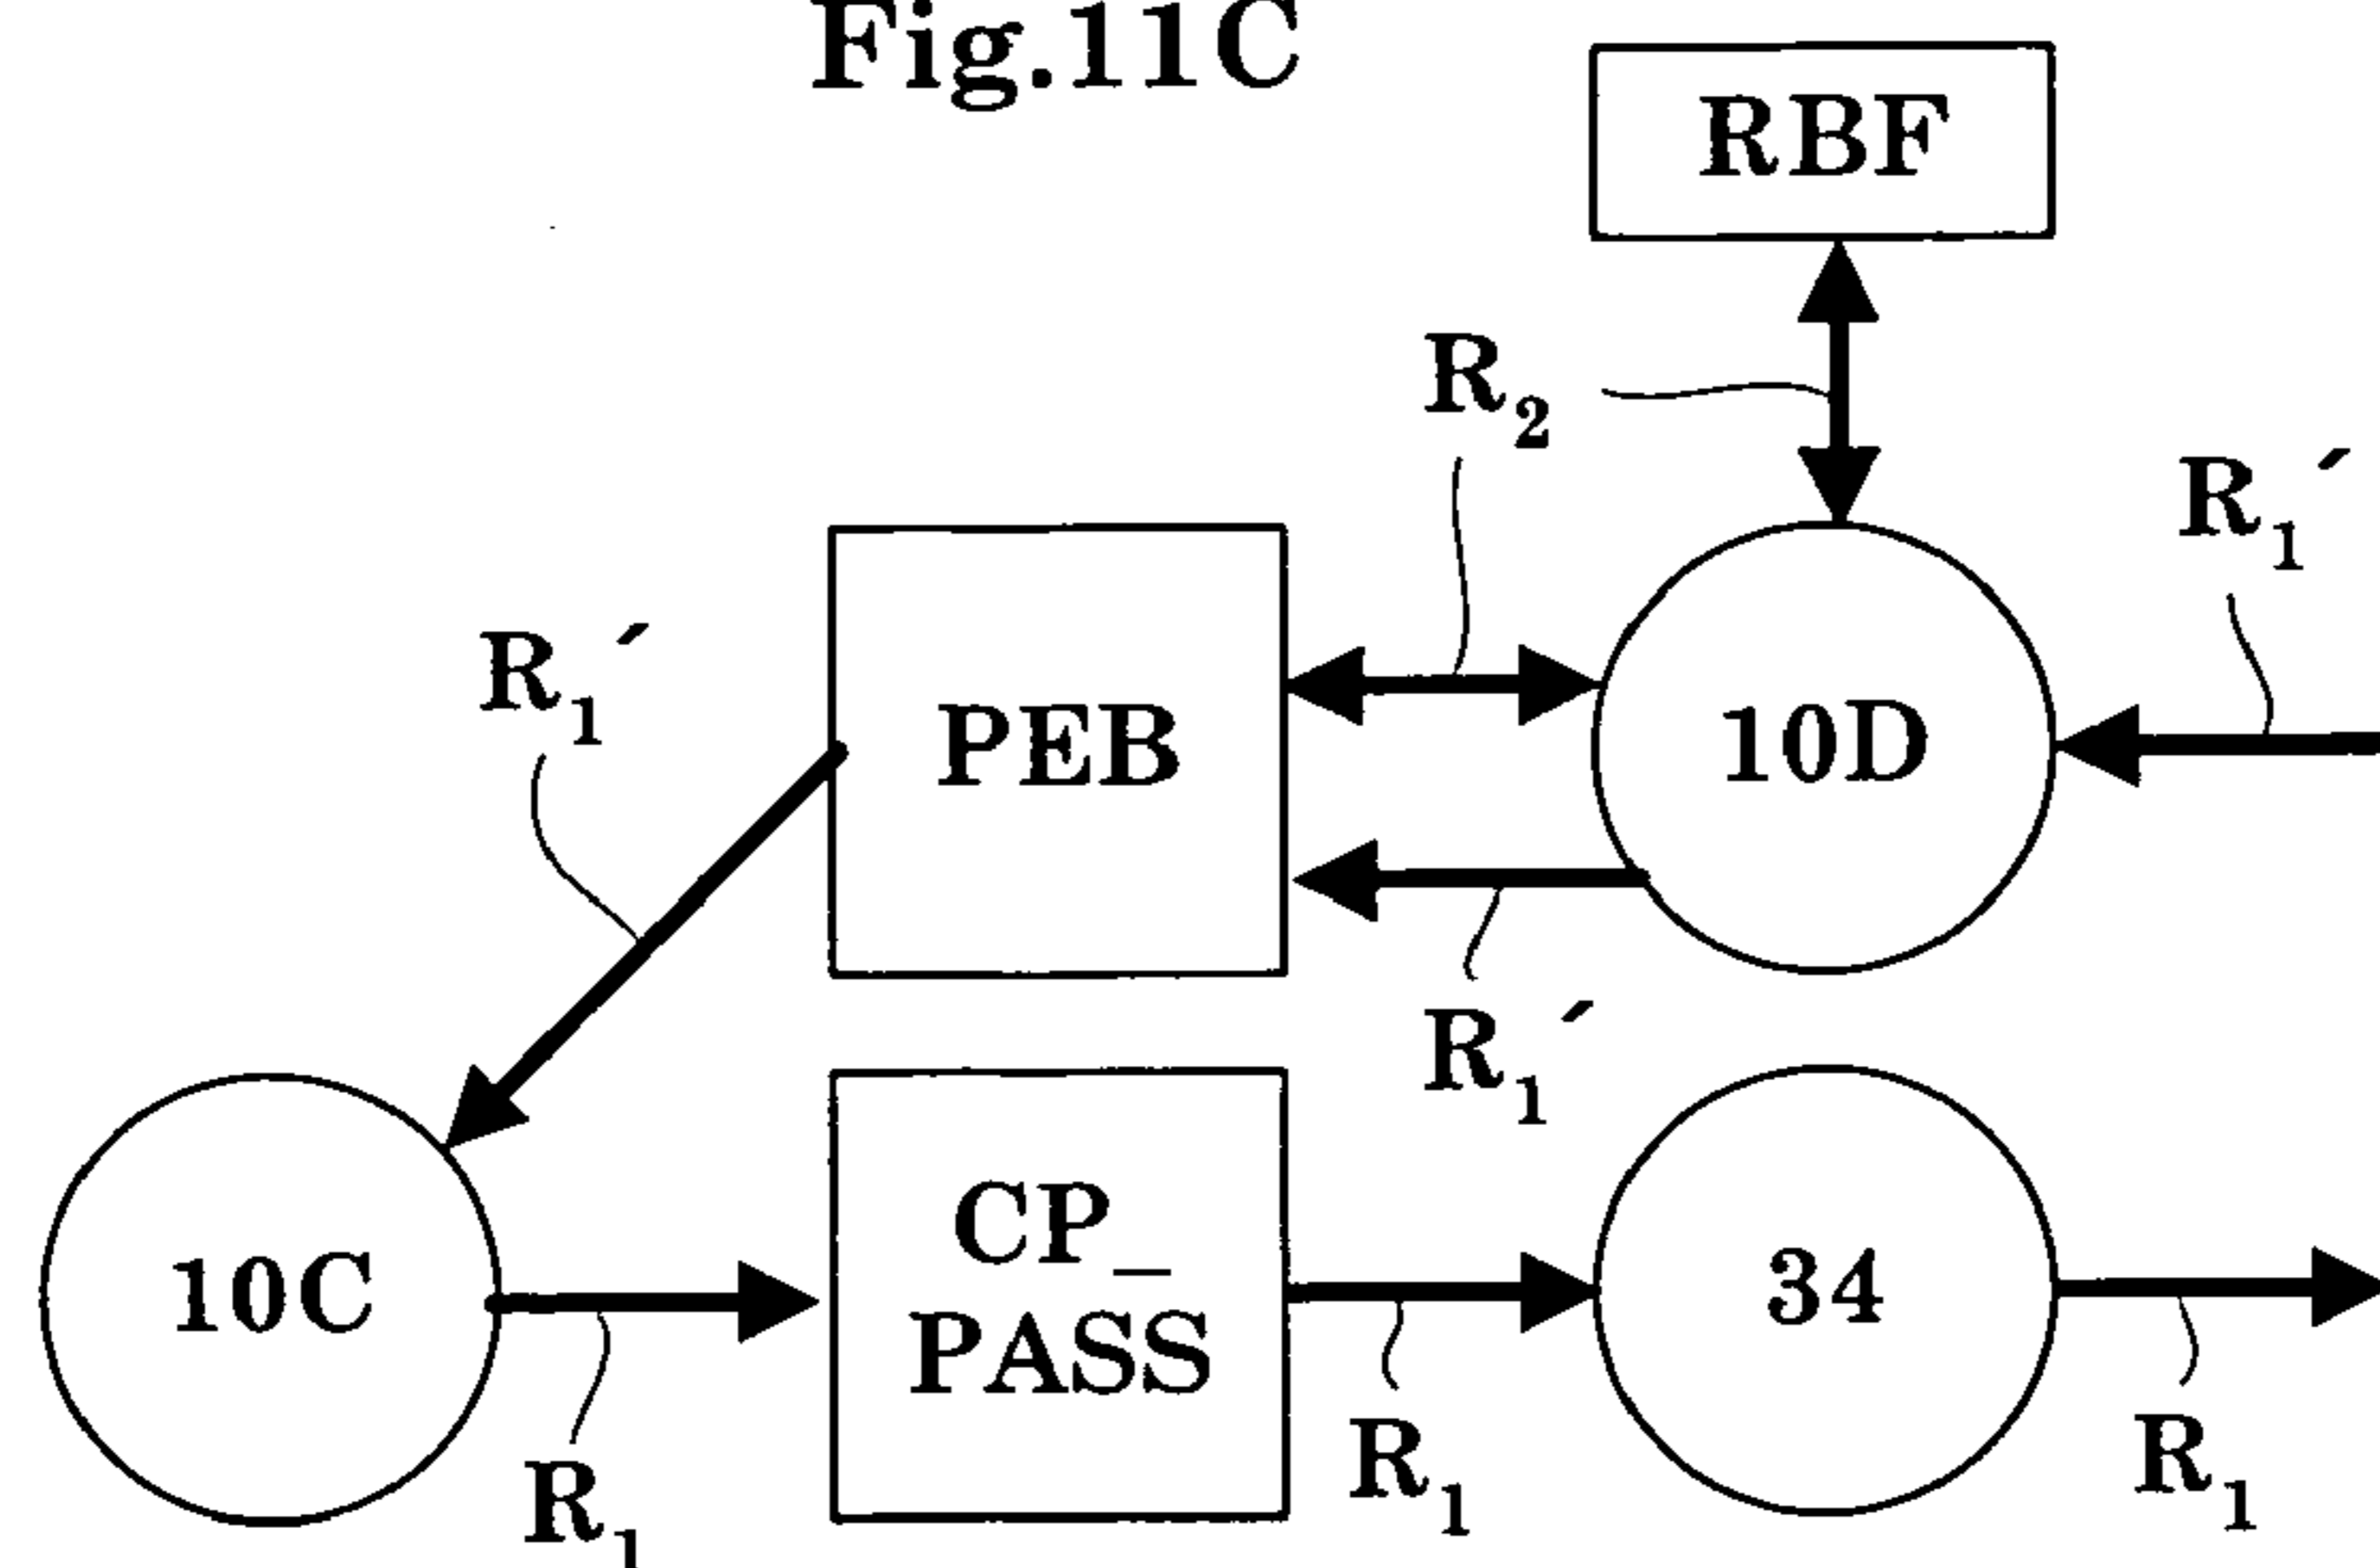 Fig.11C
RBF
R2
R1´
R1´
PEB
10D
R1´
10C
CP_
PASS
34
R1
R1
R1